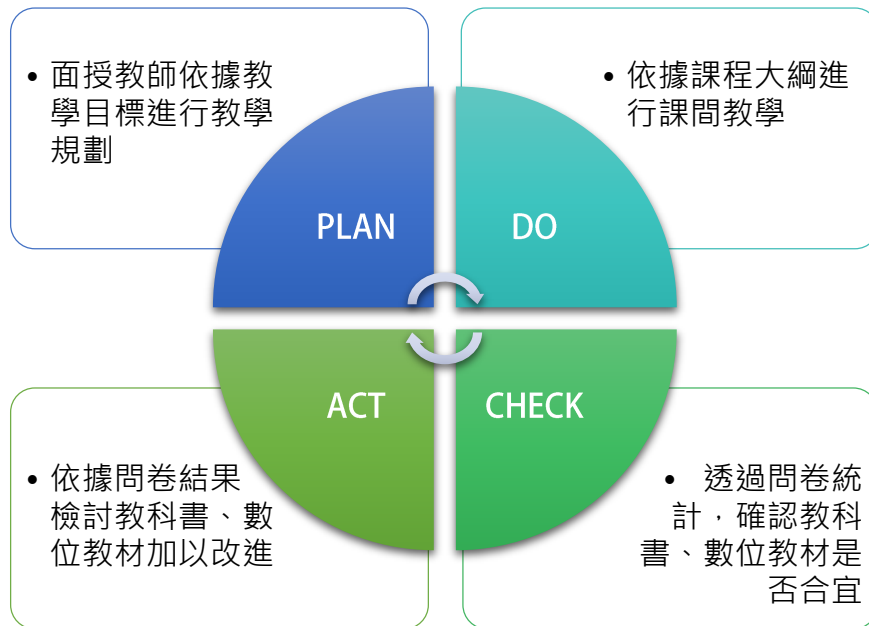 • 面授教師依據教
學目標進行教學
規劃
• 依據課程大綱進
行課間教學
PLAN
DO
ACT
CHECK
• 依據問卷結果
檢討教科書、數
位教材加以改進
• 透過問卷統
計，確認教科
書、數位教材是
否合宜